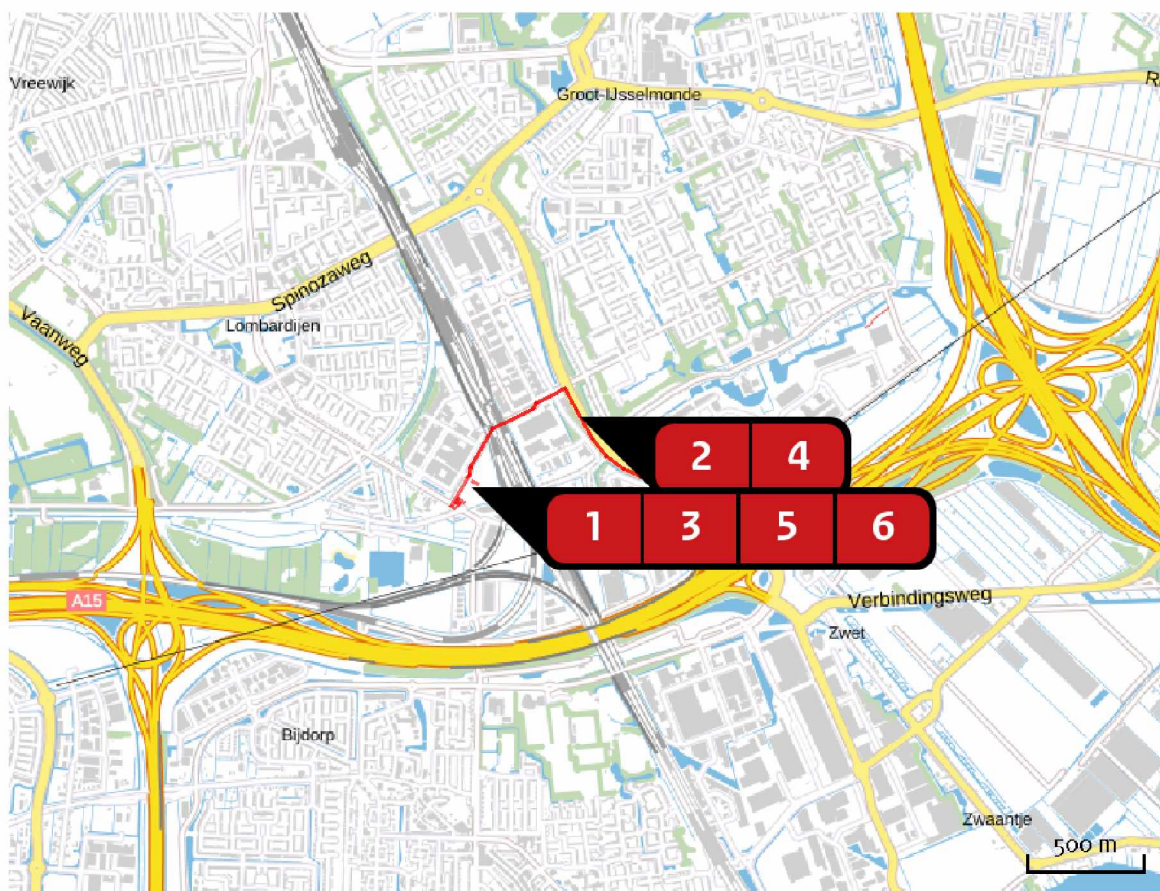 Vreewijk
Groot-IJsselmonde
R
Spinozaweg
Vaanweg
Lombardijen
2 4
1 3 5 6
A15
Verbindingsweg
Zwet
Bijdorp
Zwaantje
500 m